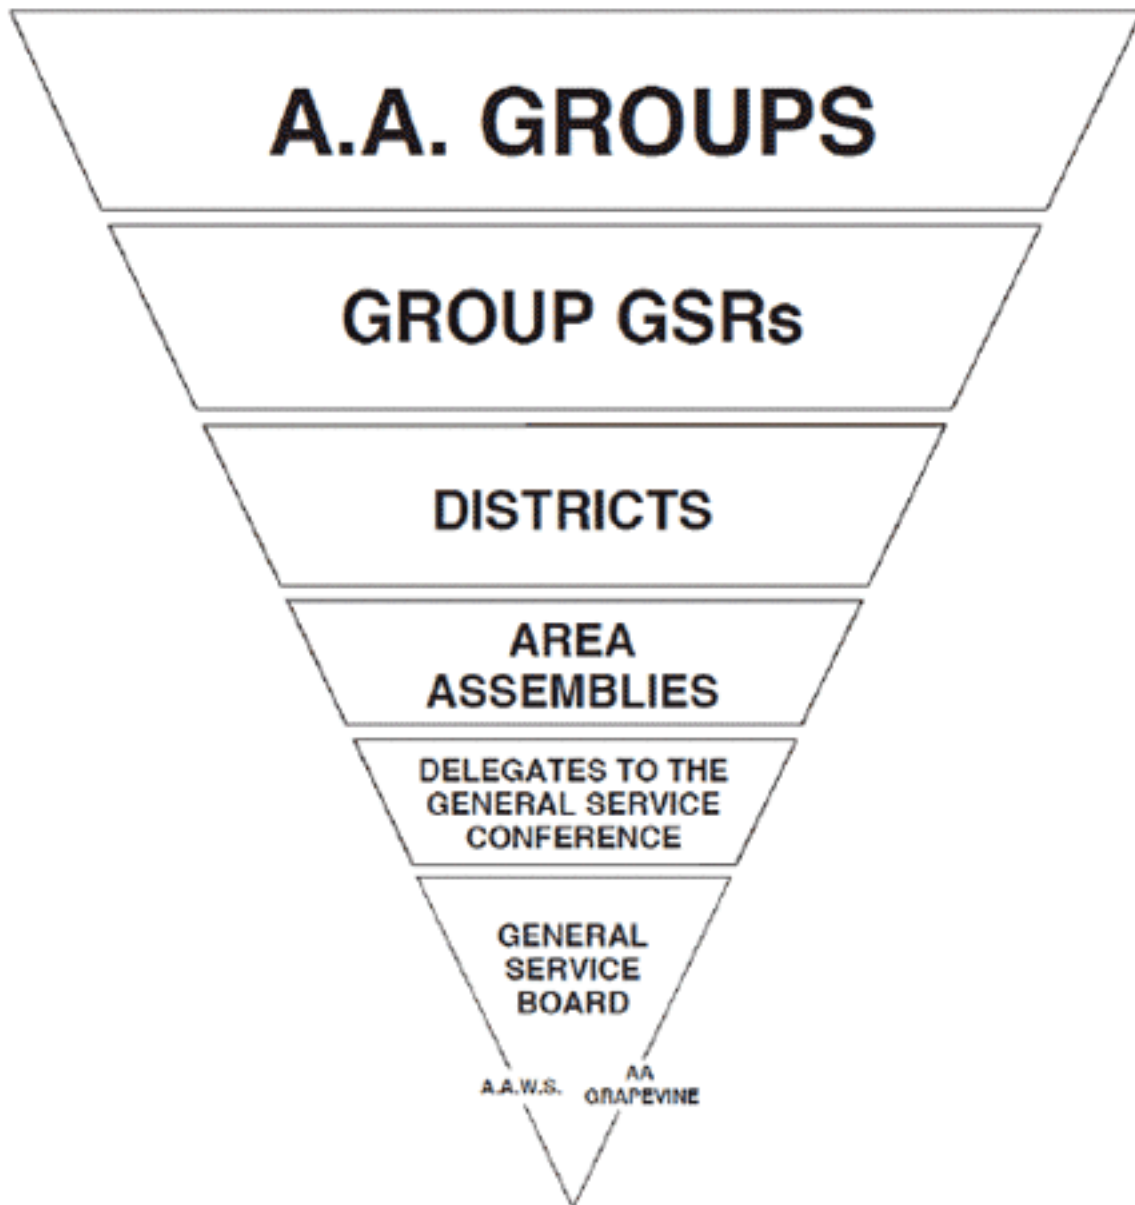 A.A. GROUPS
GROUP GSRs
DISTRICTS
AREA
ASSEMBLIES
DELEGATES TO THE
GENERAL SERVICE
CONFERENCE
GENERAL
SERVICE
BOARD
A.A.W.S.
AA
GRAPEVINE